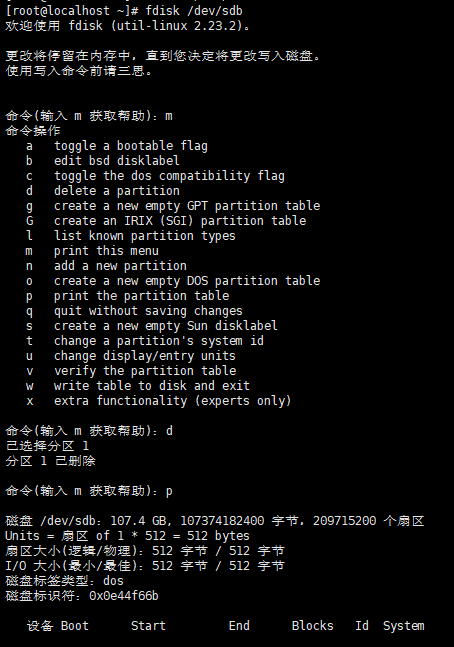 [root@localhost ~]# fdisk /dev/sdb
欢迎使用 fdisk (util-linux 2.23.2)。
更改将停留在内存中，直到您决定将更改写入磁盘。
使用写入命令前请三思。
命令(输入 m 获取帮助)：m
命令操作
a   toggle a bootable flag
b   edit bsd disklabel
c   toggle the dos compatibility flag
d   delete a partition
g   create a new empty GPT partition table
G   create an IRIX (SGI) partition table
l   list known partition types
m   print this menu
n   add a new partition
o   create a new empty DOS partition table
p   print the partition table
q   quit without saving changes
s   create a new empty Sun disklabel
t   change a partition's system id
u   change display/entry units
v   verify the partition table
w   write table to disk and exit
x   extra functionality (experts only)
命令(输入 m 获取帮助)：d
已选择分区 1
分区 1 已删除
命令(输入 m 获取帮助)：p
磁盘 /dev/sdb：107.4 GB, 107374182400 字节，209715200 个扇区
Units = 扇区 of 1 * 512 = 512 bytes
扇区大小(逻辑/物理)：512 字节 / 512 字节
I/O 大小(最小/最佳)：512 字节 / 512 字节
磁盘标签类型：dos
磁盘标识符：0x0e44f66b
设备 Boot      Start         End      Blocks   Id  System